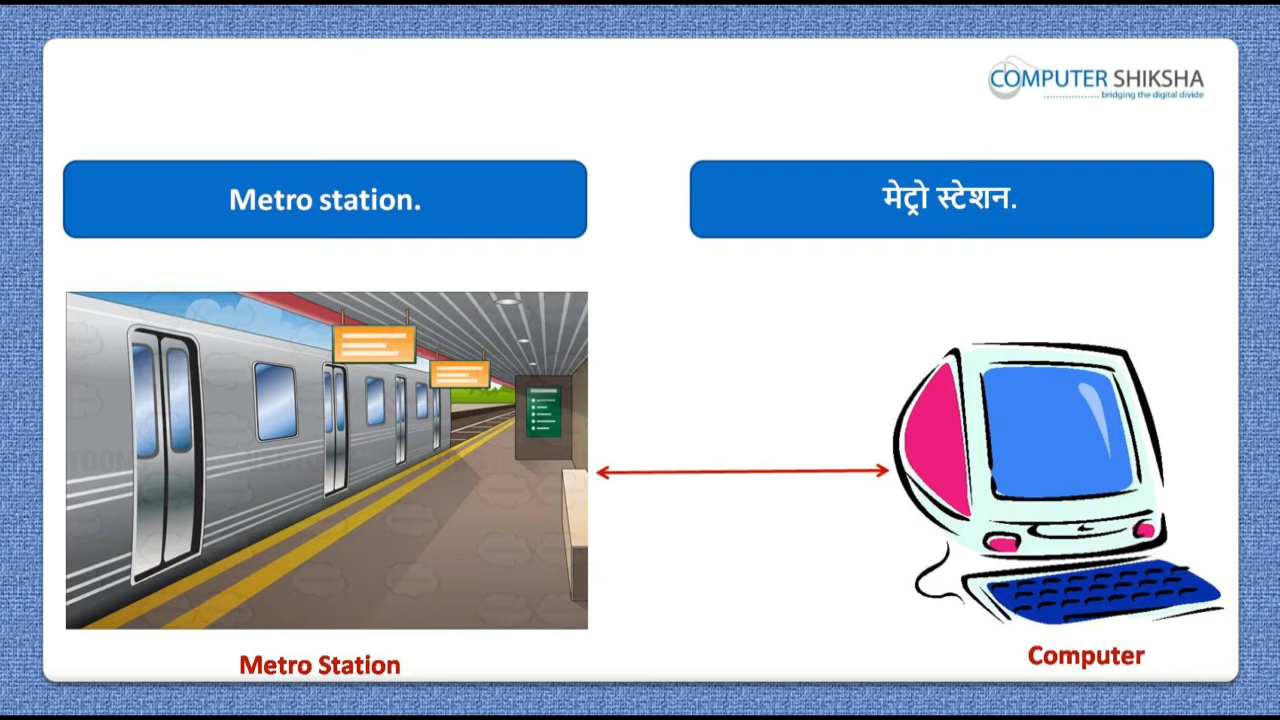 COMPUTER SHIKSHA
.................. bridging the digital divide
Metro station.
मेट्रो स्टेशन.
Metro Station
Computer